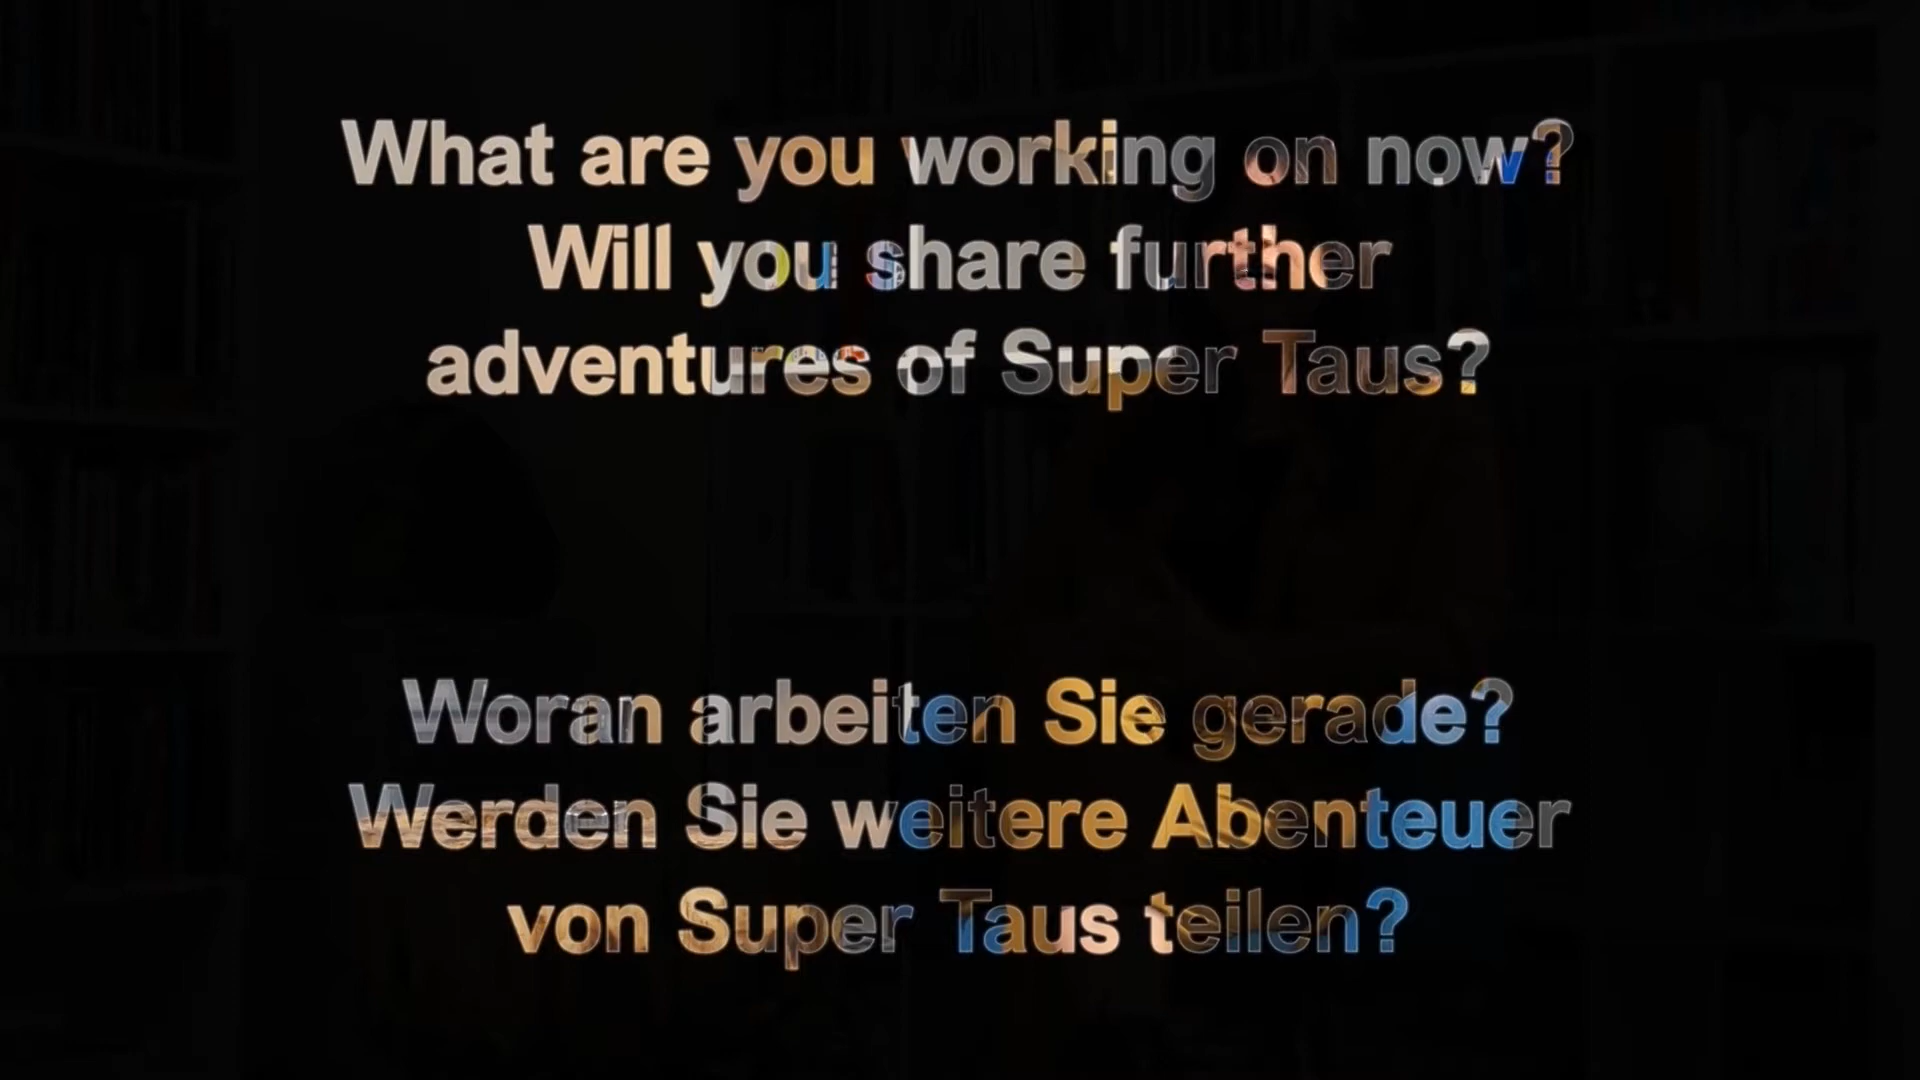 What are you working on now?
Will you share further
adventures of Super Taus?
Woran arbeiten Sie gerade?
Werden Sie weitere Abenteuer
von Super Taus teilen?